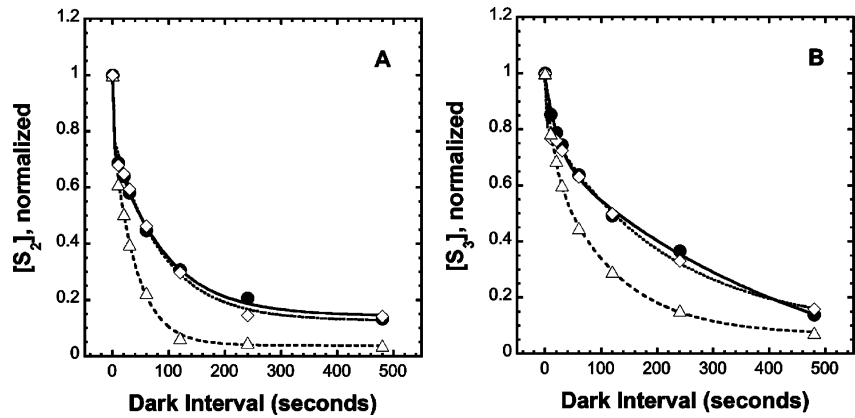 A
[S2], normalized
1.2
1
0.8
0.6
0.4
0.2
0
0 100 200 300 400 500
Dark Interval (seconds)
B
[S3], normalized
1.2
1
0.8
0.6
0.4
0.2
0
0 100 200 300 400 500
Dark Interval (seconds)